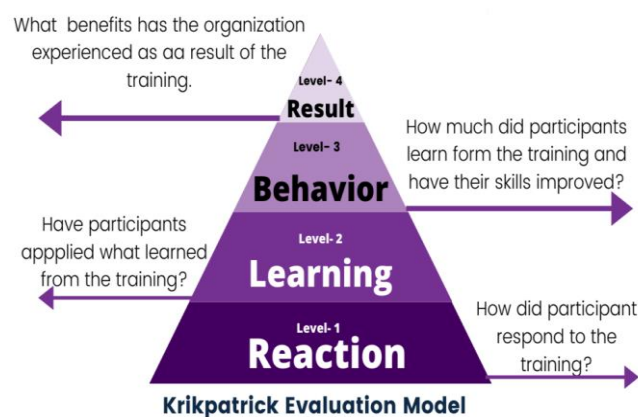 What benefits has the organization
experienced as aa result of the
training.
Level- 4
Result
Level- 3
Behavior
How much did participants
learn form the training and
have their skills improved?
Have participants
appplied what learned
from the training?
Level- 2
Learning
Level- 1
Reaction
How did participant
respond to the
training?
Krikpatrick Evaluation Model